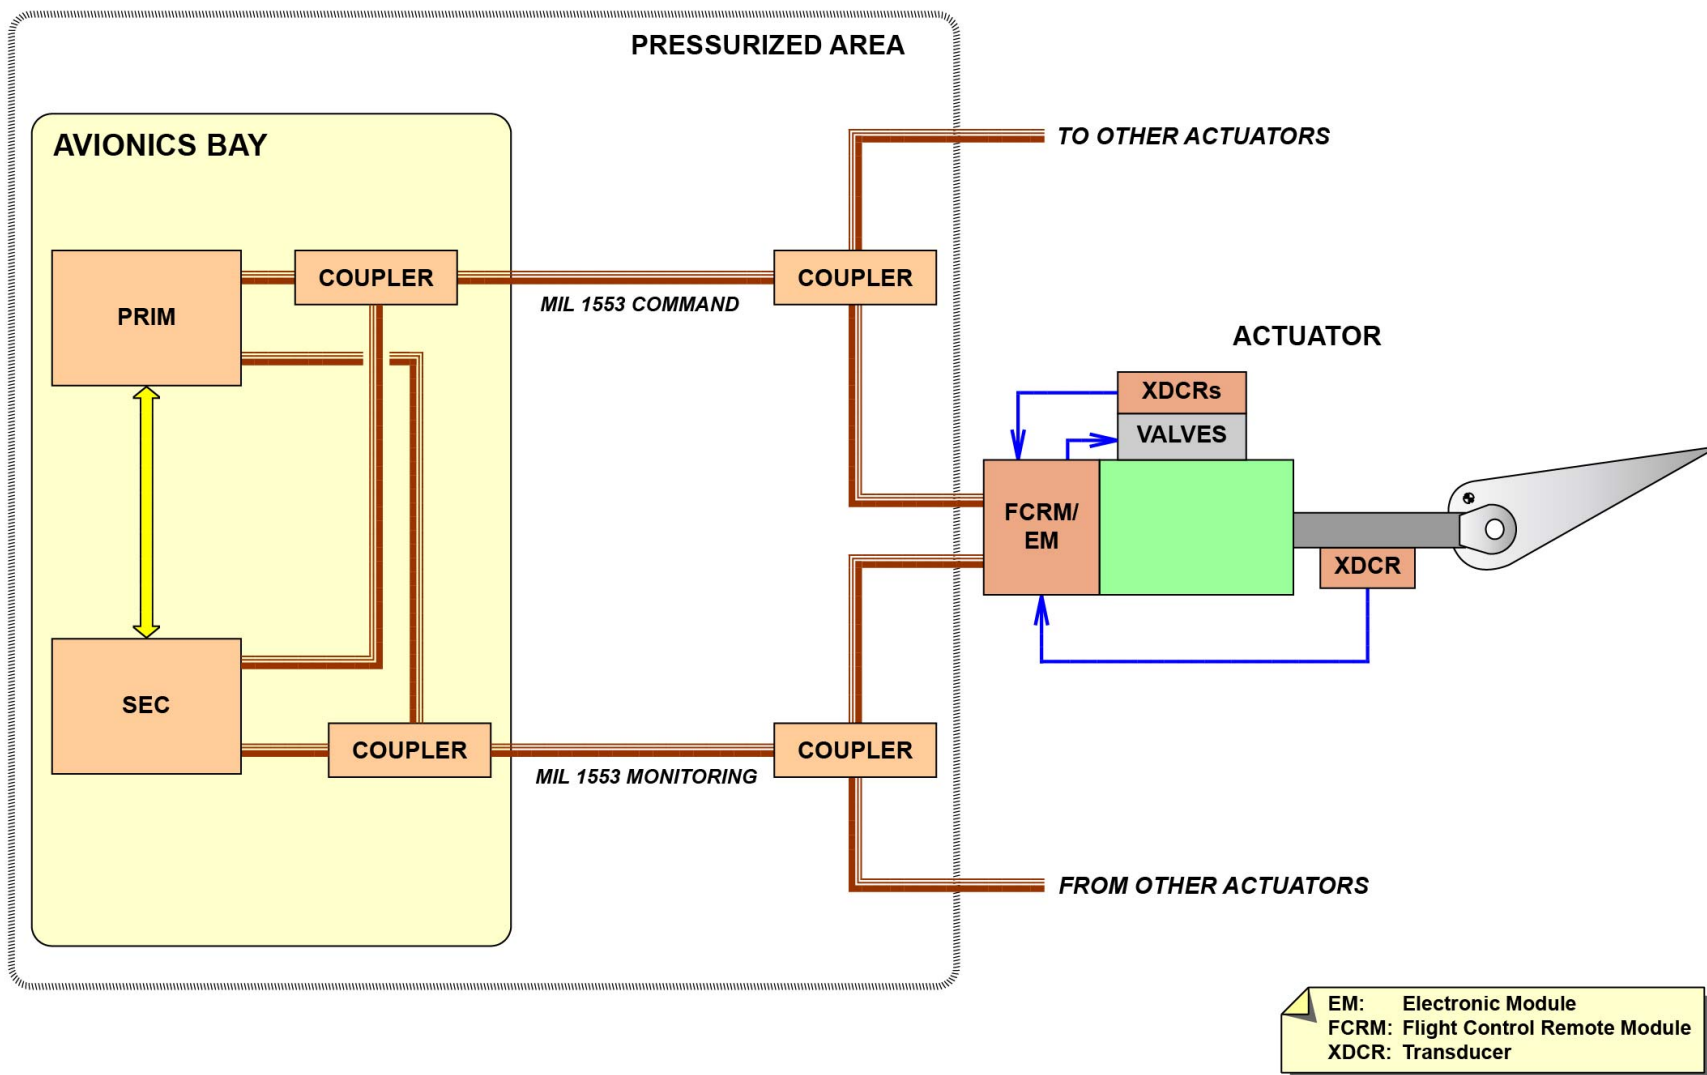 PRESSURIZED AREA
AVIONICS BAY
TO OTHER ACTUATORS
PRIM
COUPLER
MIL 1553 COMMAND
COUPLER
ACTUATOR
XDCRs
VALVES
FCRM/
EM
XDCR
SEC
COUPLER
MIL 1553 MONITORING
COUPLER
FROM OTHER ACTUATORS
EM: Electronic Module
FCRM: Flight Control Remote Module
XDCR: Transducer